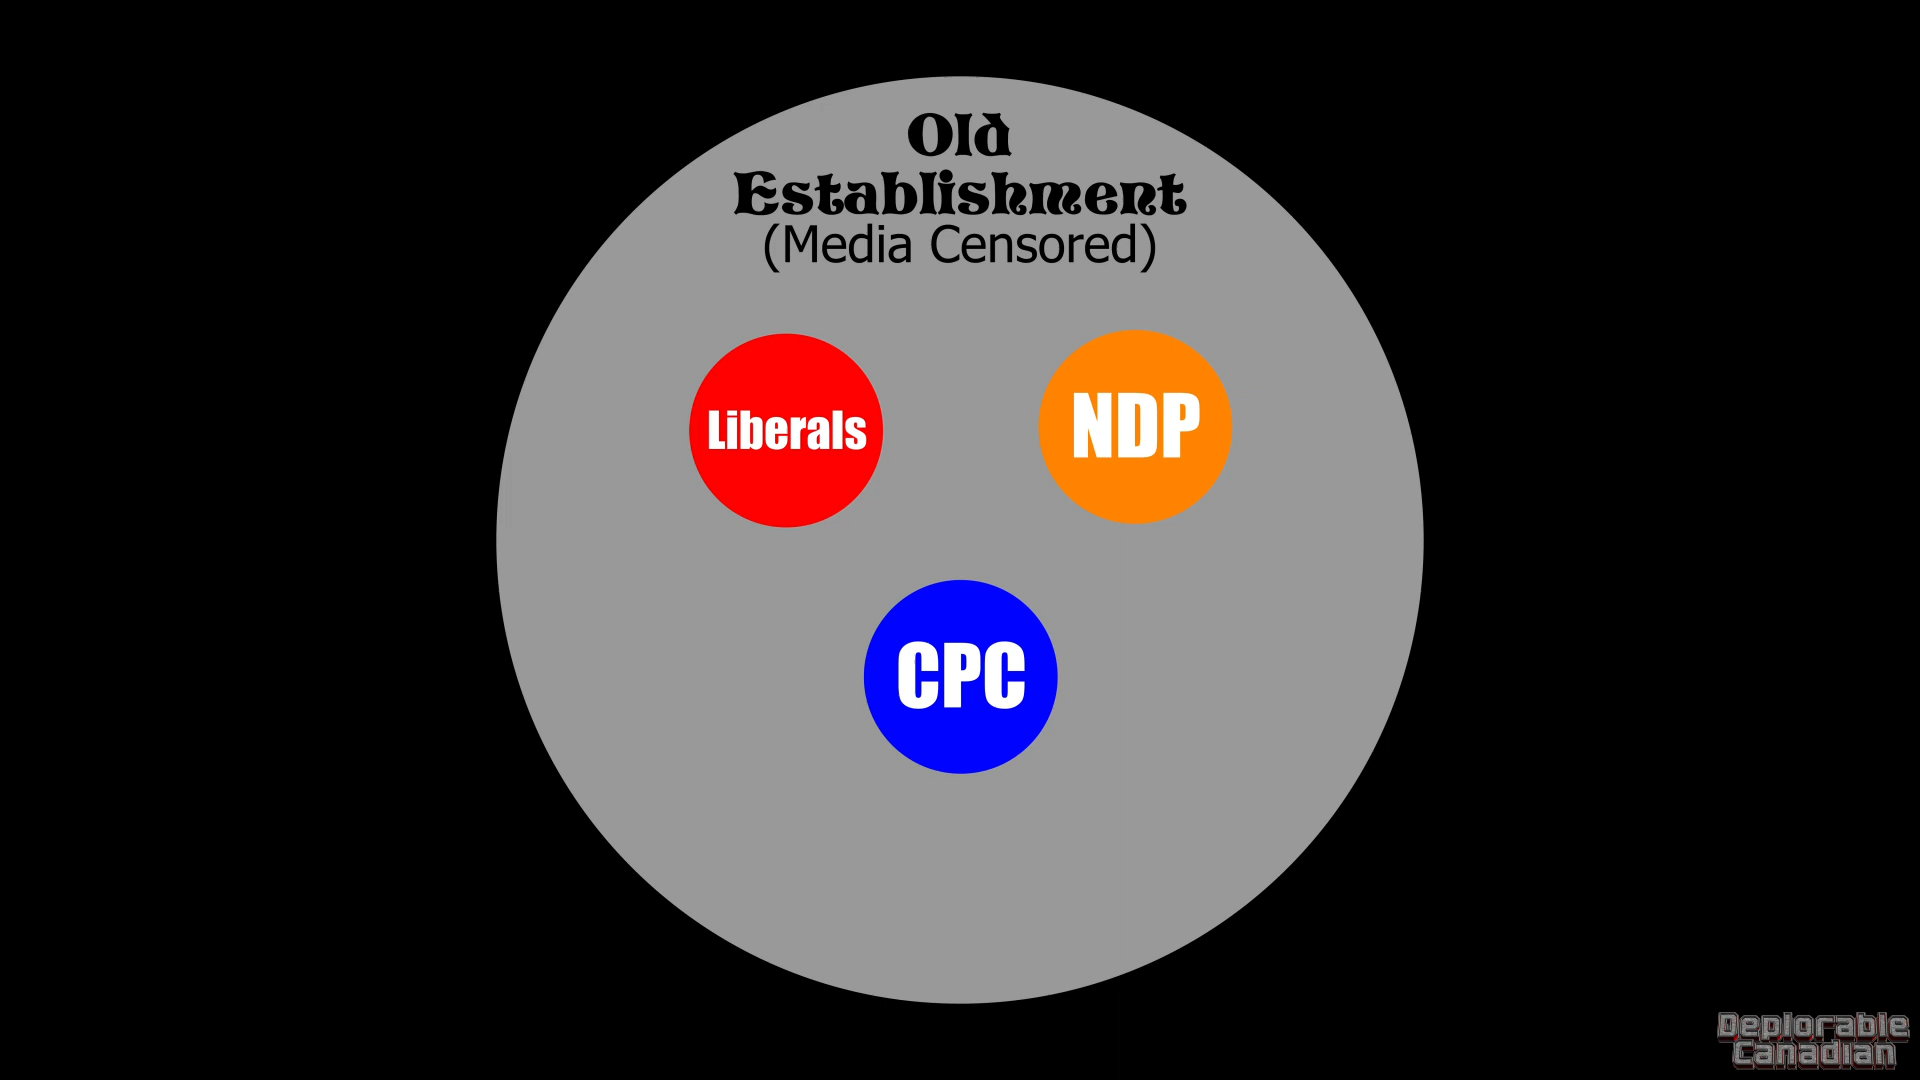 Old
Establishment
(Media Censored)
Liberals
NDP
CPC
Deplorable
Canadian